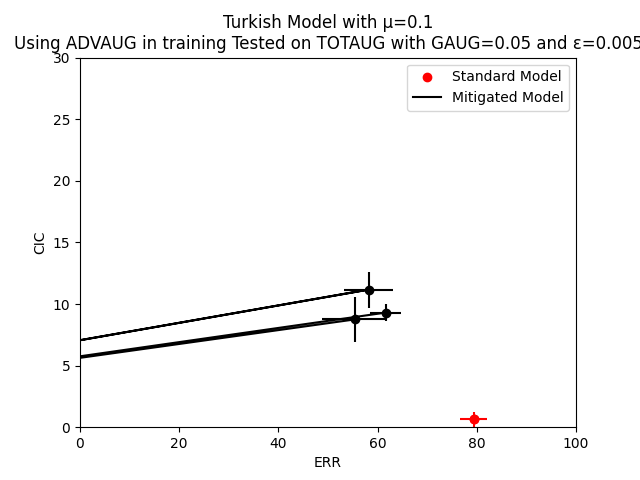 Turkish Model with μ=0.1
Using ADVAUG in training Tested on TOTAUG with GAUG=0.05 and ε=0.005
Standard Model
Mitigated Model
30
25
20
15
10
5
0
CIC
0 20 40 60 80 100
ERR